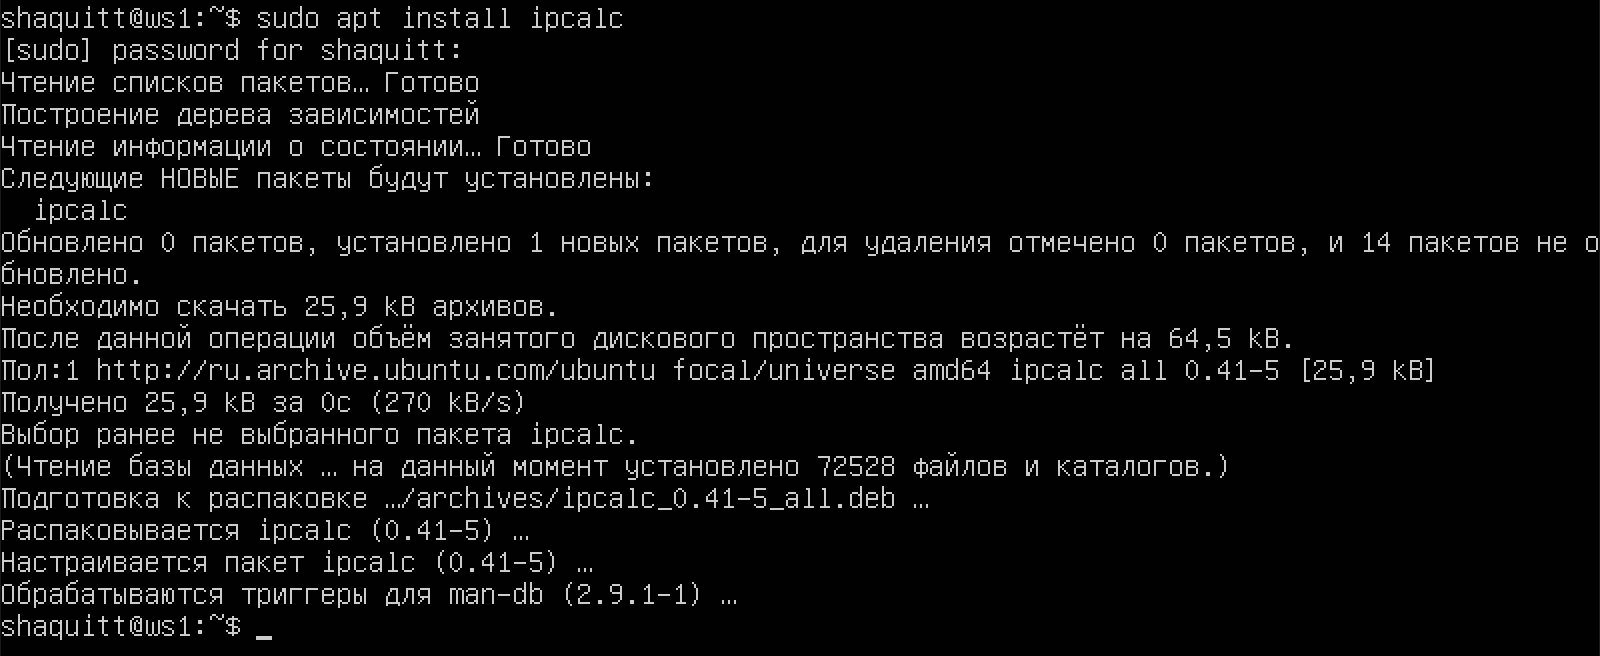 shaquitt@ws1:~$ sudo apt install ipcalc
[sudo] password for shaquitt:
Чтение списков пакетов… Готово
Построение дерева зависимостей
Чтение информации о состоянии… Готово
Следующие НОВЫЕ пакеты будут установлены:
  ipcalc
Обновлено 0 пакетов, установлено 1 новых пакетов, для удаления отмечено 0 пакетов, и 14 пакетов не о
бновлено.
Необходимо скачать 25,9 kB архивов.
После данной операции объём занятого дискового пространства возрастёт на 64,5 kB.
Пол:1 http://ru.archive.ubuntu.com/ubuntu focal/universe amd64 ipcalc all 0.41-5 [25,9 kB]
Получено 25,9 kB за 0с (270 kB/s)
Выбор ранее не выбранного пакета ipcalc.
(Чтение базы данных … на данный момент установлено 72528 файлов и каталогов.)
Подготовка к распаковке …/archives/ipcalc_0.41-5_all.deb …
Распаковывается ipcalc (0.41-5) …
Настраивается пакет ipcalc (0.41-5) …
Обрабатываются триггеры для man-db (2.9.1-1) …
shaquitt@ws1:~$ _